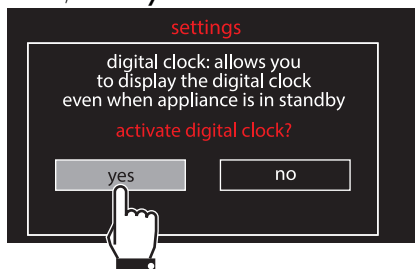 settings
digital clock: allows you
to display the digital clock
even when appliance is in standby
activate digital clock?
yes
no